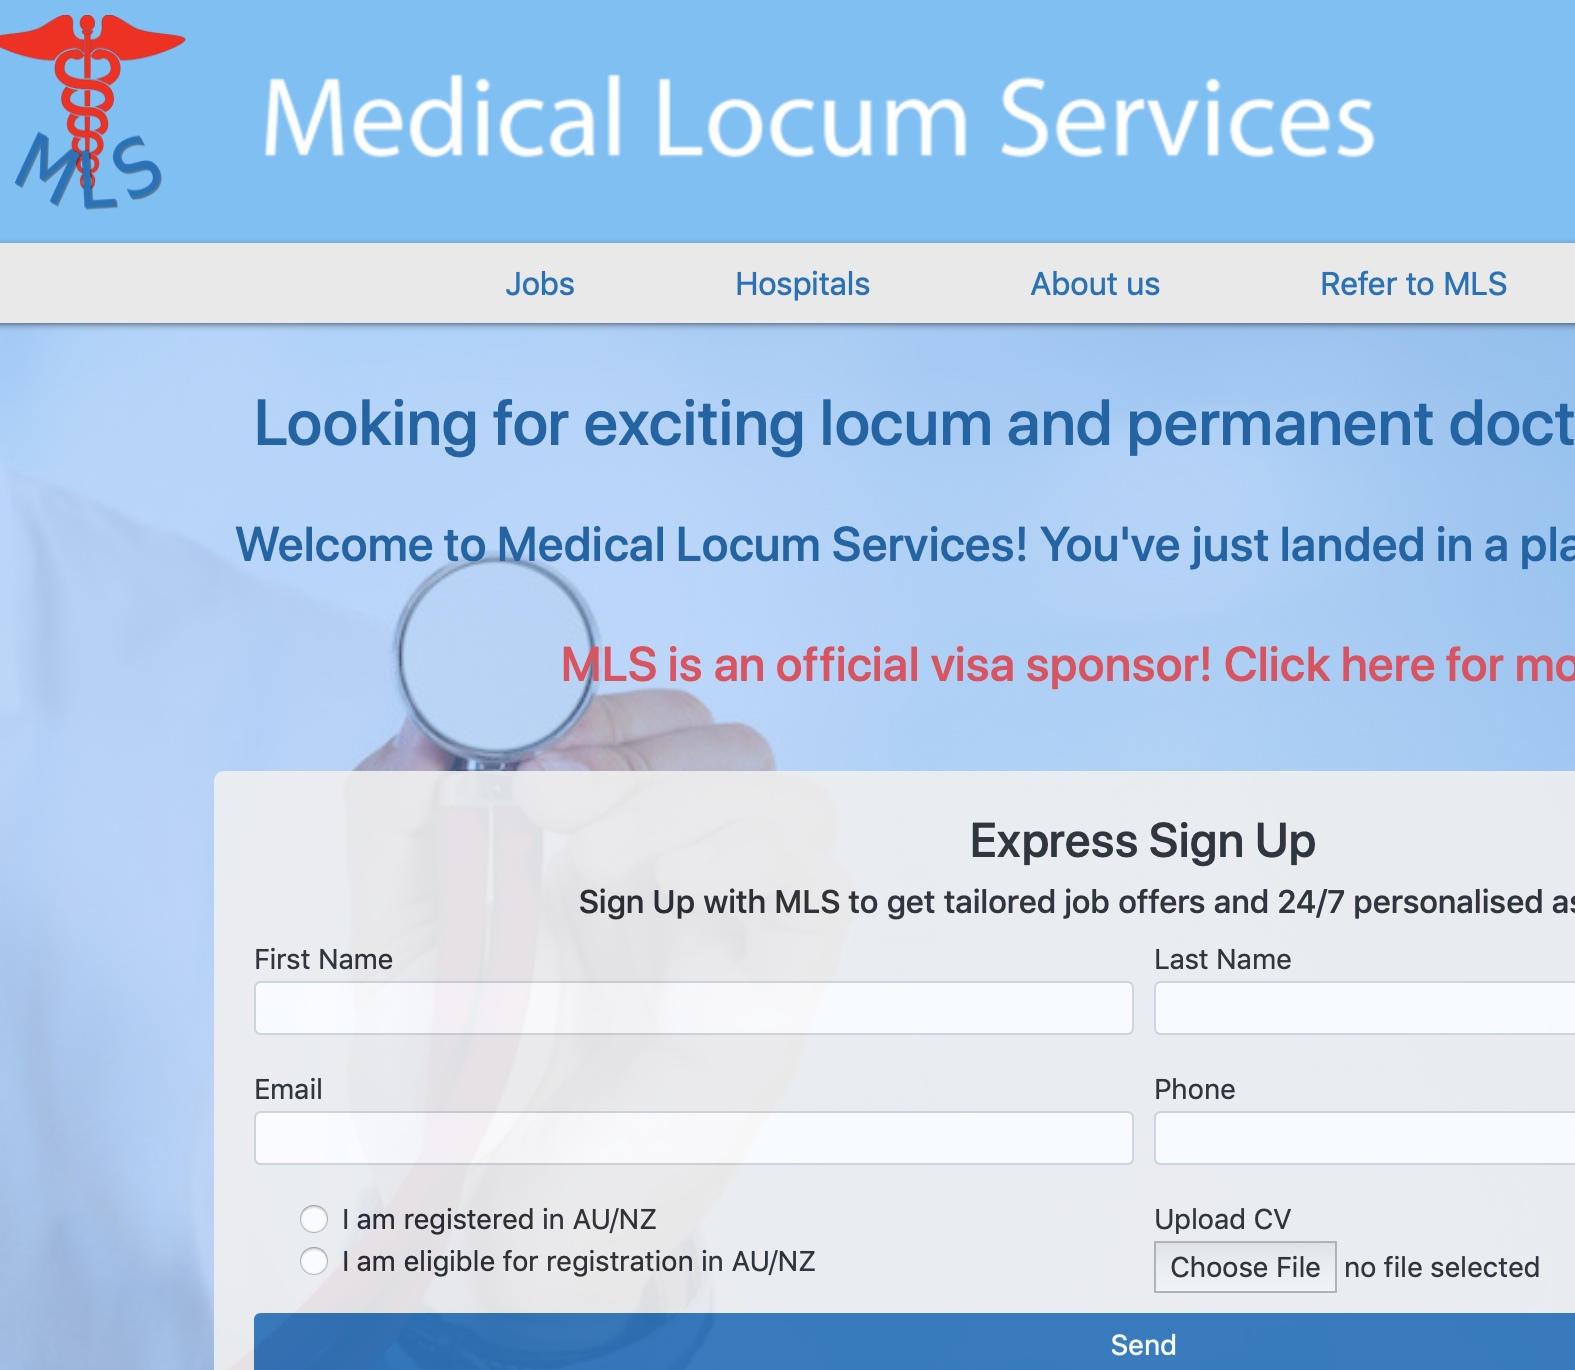 MLS
Medical Locum Services
Jobs Hospitals About us Refer to MLS
Looking for exciting locum and permanent doct
Welcome to Medical Locum Services! You've just landed in a pla
MLS is an official visa sponsor! Click here for mo
Express Sign Up
Sign Up with MLS to get tailored job offers and 24/7 personalised as
First Name Last Name
Email Phone
I am registered in AU/NZ
Upload CV
I am eligible for registration in AU/NZ
Choose File no file selected
Send